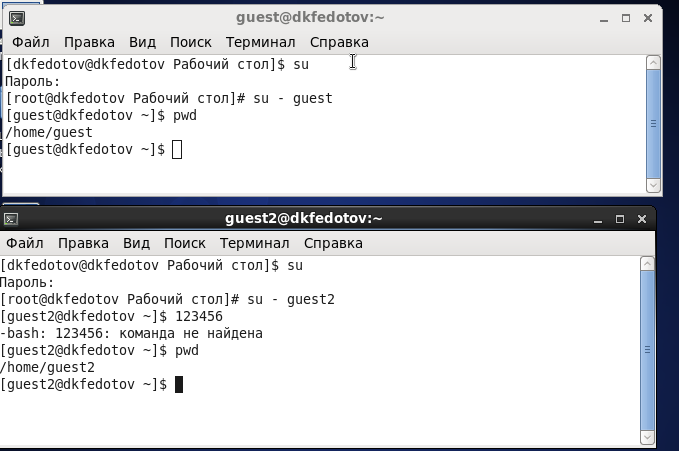 guest@dkfedotov:~
Файл Правка Вид Поиск Терминал Справка
[dkfedotov@dkfedotov Рабочий стол]$ su
Пароль:
[root@dkfedotov Рабочий стол]# su - guest
[guest@dkfedotov ~]$ pwd
/home/guest
[guest@dkfedotov ~]$
guest2@dkfedotov:~
Файл Правка Вид Поиск Терминал Справка
[dkfedotov@dkfedotov Рабочий стол]$ su
Пароль:
[root@dkfedotov Рабочий стол]# su - guest2
[guest2@dkfedotov ~]$ 123456
-bash: 123456: команда не найдена
[guest2@dkfedotov ~]$ pwd
/home/guest2
[guest2@dkfedotov ~]$